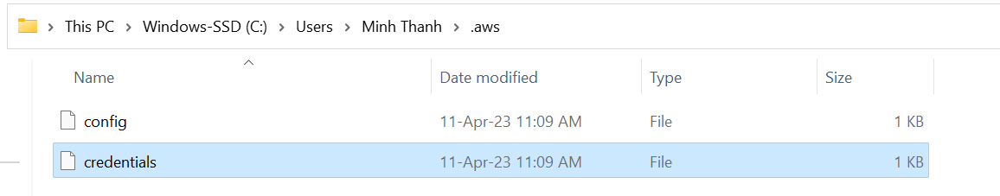 This PC > Windows-SSD (C:) > Users > Minh Thanh > .aws
Name Date modified Type Size
config 11-Apr-23 11:09 AM File 1 KB
credentials 11-Apr-23 11:09 AM File 1 KB